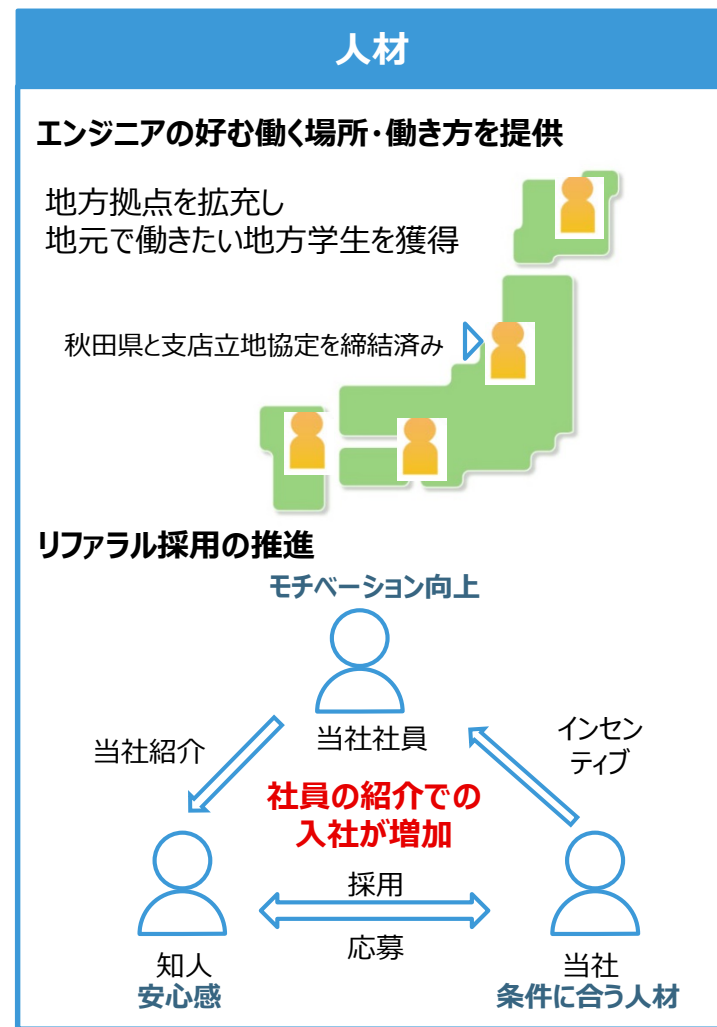 人材
エンジニアの好む働く場所・働き方を提供
地方拠点を拡充し
地元で働きたい地方学生を獲得
秋田県と支店立地協定を締結済み
リファラル採用の推進
モチベーション向上
当社社員
当社紹介
インセン
ティブ
社員の紹介での
入社が増加
採用
応募
知人
安心感
当社
条件に合う人材